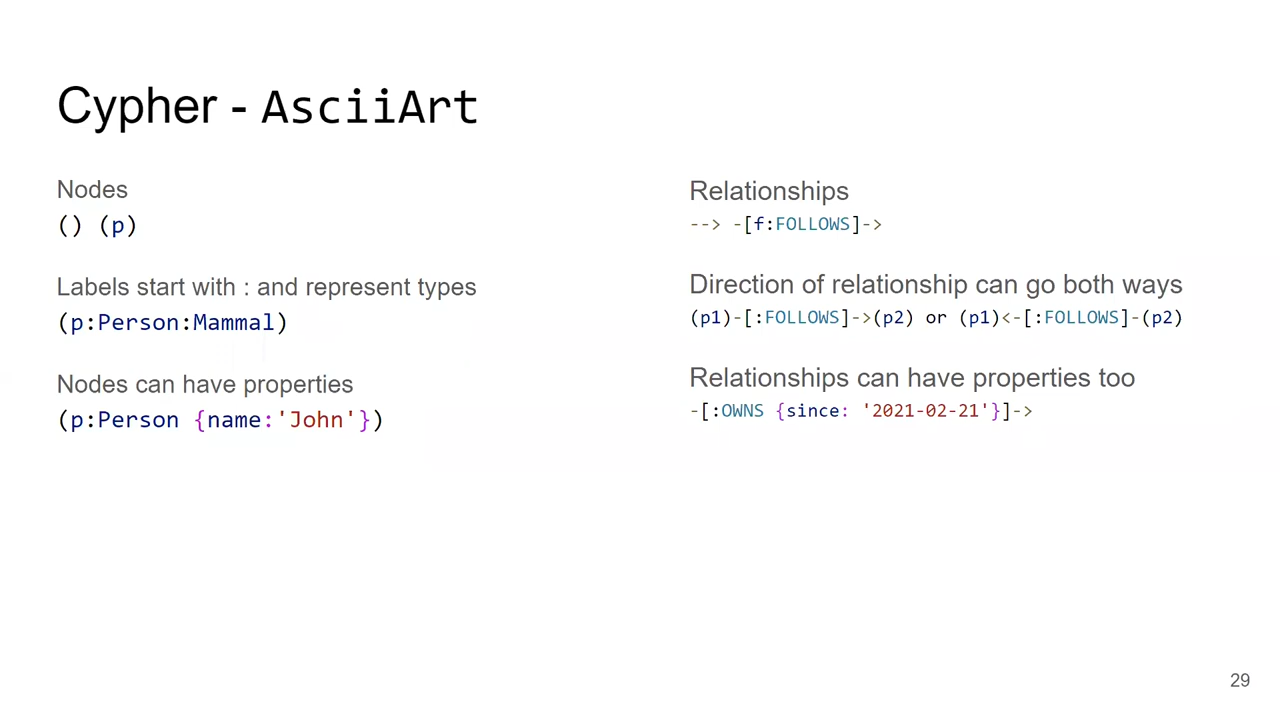 Cypher - AsciiArt
Nodes
() (p)
Labels start with : and represent types
(p:Person:Mammal)
Nodes can have properties
(p:Person {name:'John'})
Relationships
--> -[f:FOLLOWS]->
Direction of relationship can go both ways
(p1)-[:FOLLOWS]->(p2) or (p1)<-[:FOLLOWS]-(p2)
Relationships can have properties too
-[:OWNS {since: '2021-02-21'}]->
29